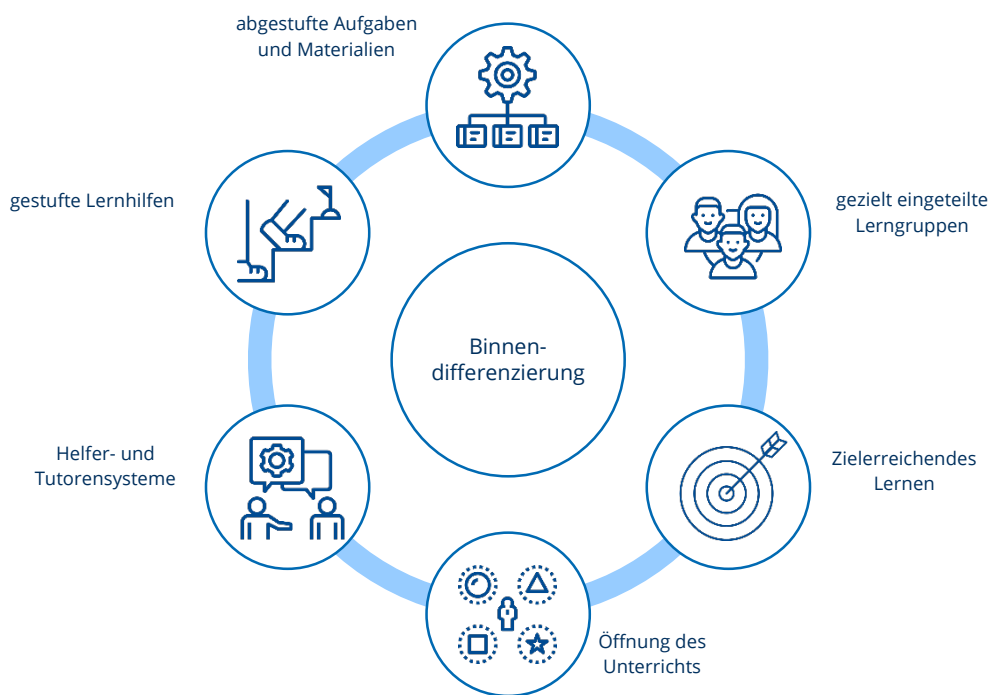 abgestufte Aufgaben
und Materialien
gestufte Lernhilfen
gezielt eingeteilte
Lerngruppen
Binnen-
differenzierung
Helfer- und
Tutorensysteme
Zielerreichendes
Lernen
Öffnung des
Unterrichts